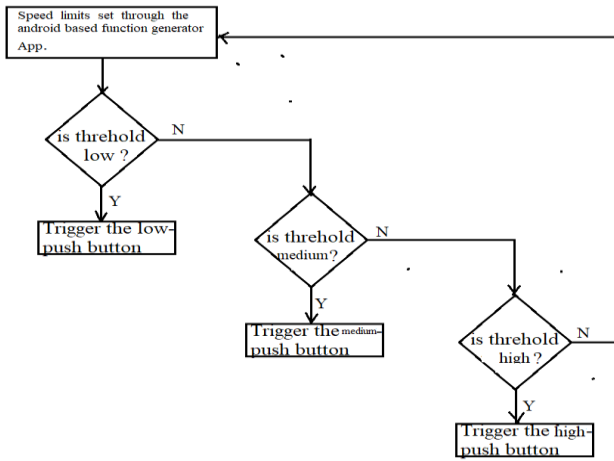 Speed limits set through the
android based function generator
App.
is threhold
low ?
N
Y
Trigger the low-
push button
is threhold
medium?
N
Y
Trigger the medium-
push button
is threhold
high ?
N
Y
Trigger the high-
push button